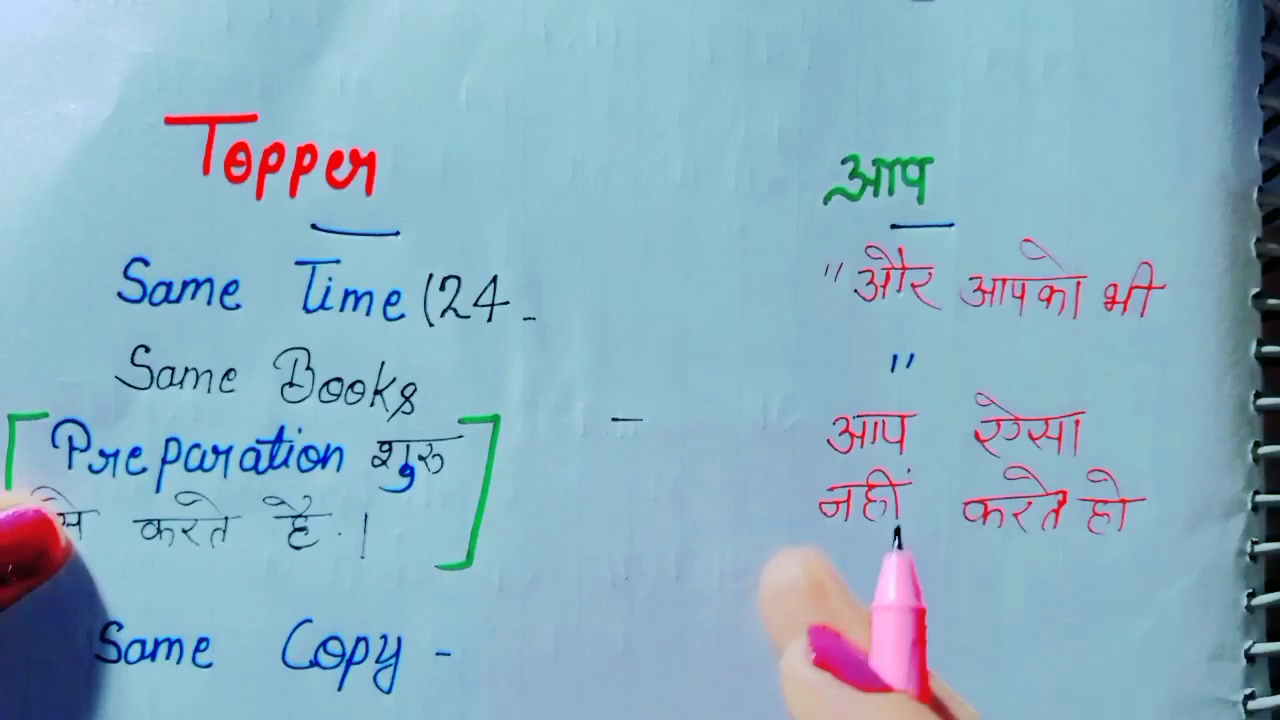 Topper
आप
Same Time (24 -
"और आपको भी
Same Books
"
Preparation शुरु
से करते है.|
-
आप ऐसा
नहीं करते हो
Same Copy -